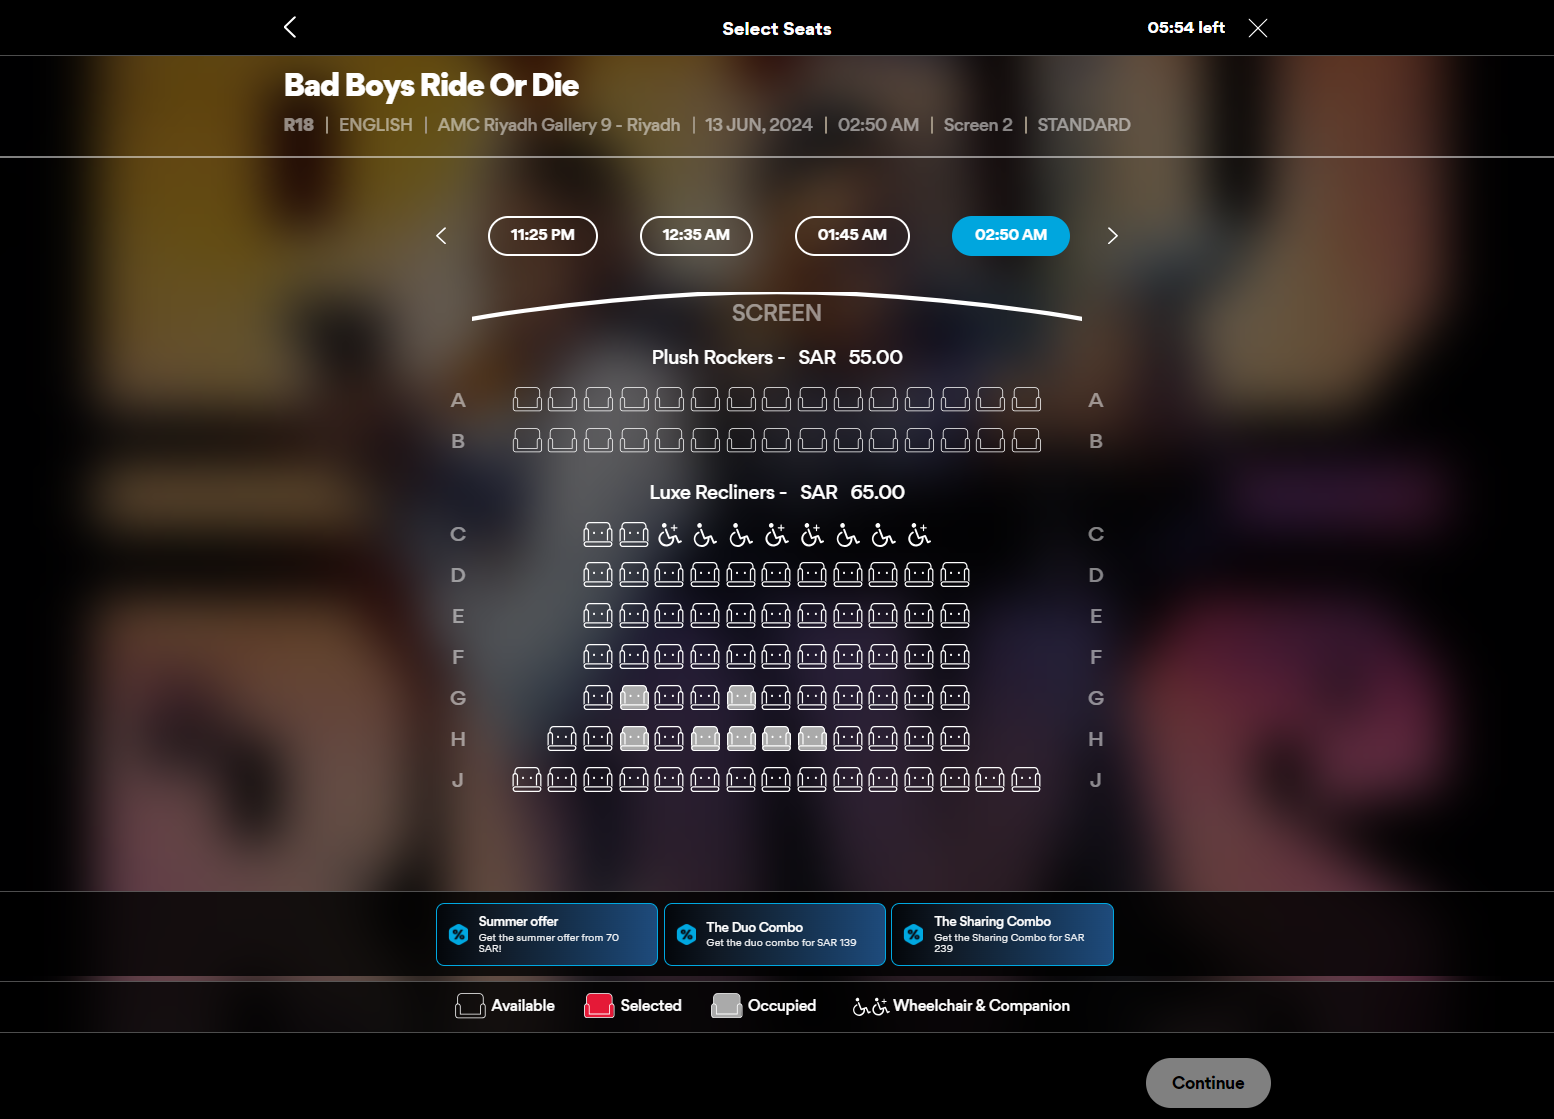 Select Seats
05:54 left
Bad Boys Ride Or Die
R18 | ENGLISH | AMC Riyadh Gallery 9 - Riyadh | 13 JUN, 2024 | 02:50 AM | Screen 2 | STANDARD
11:25 PM
12:35 AM
01:45 AM
02:50 AM
SCREEN
Plush Rockers - SAR 55.00
A A
B B
Luxe Recliners - SAR 65.00
C C
D D
E E
F F
G G
H H
J J
Summer offer
Get the summer offer from 70
SAR!
The Duo Combo
Get the duo combo for SAR 139
The Sharing Combo
Get the Sharing Combo for SAR
239
Available
Selected
Occupied
Wheelchair & Companion
Continue